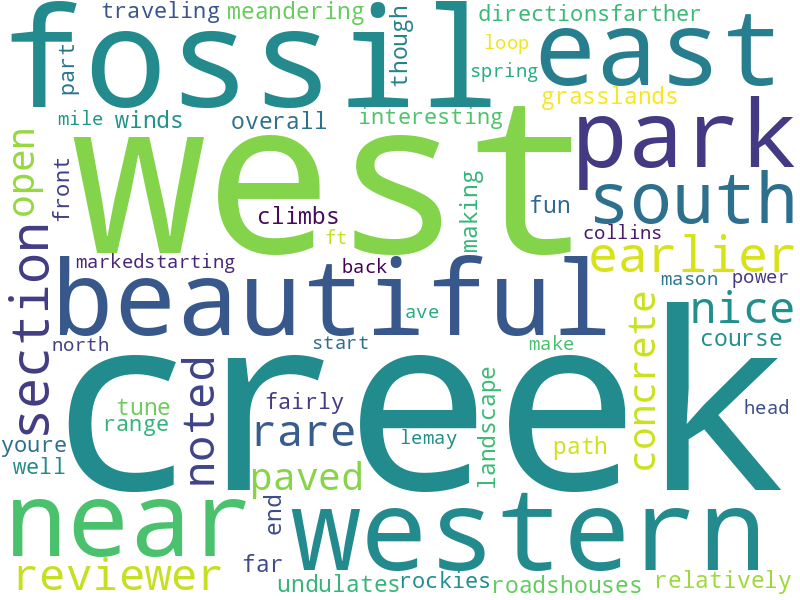 traveling meandering directionsfarther
fossil
though
part
loop
east
spring
grasslands
mile winds overall interesting
park
west
open
front
climbs
making
fun
south
ft
collins
earlier
section
markedstarting
back
beautiful
mason power
nice
ave
north
start
make
course
concrete
creek
noted
tune
range
fairly
landscape
head
rare
lemay
path
youre
well
paved
near
end
western
far
reviewer
undulates rockies roadshouses relatively